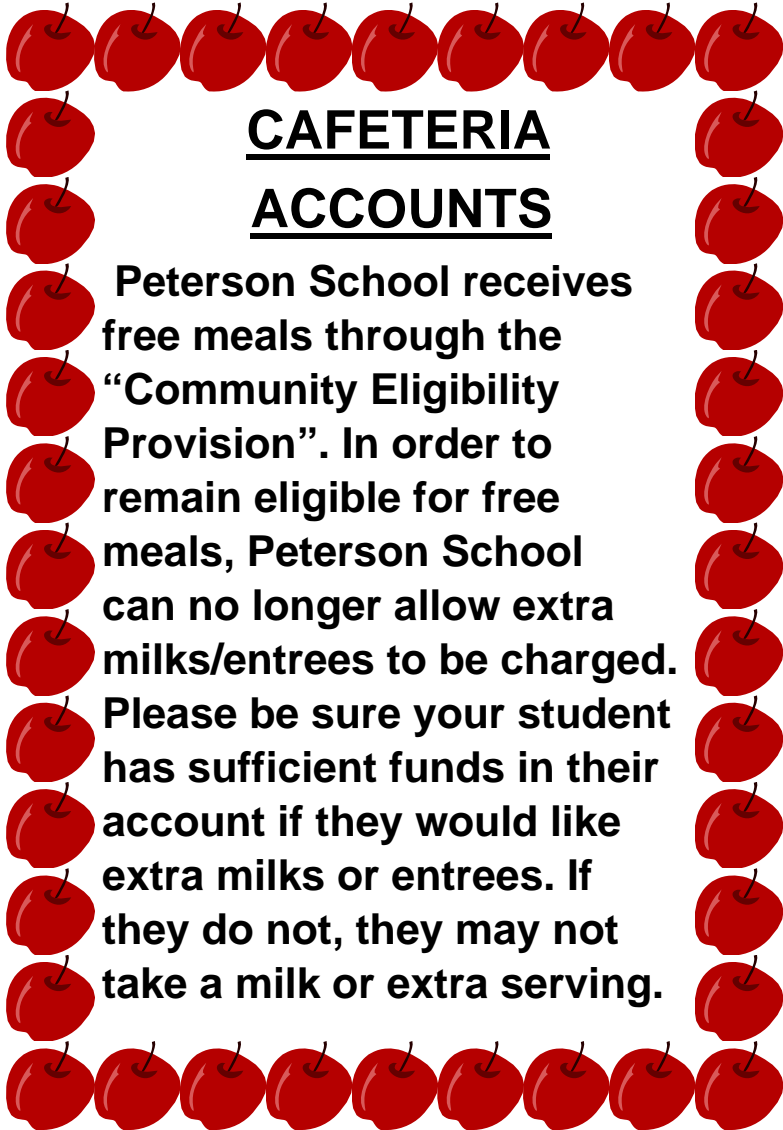 CAFETERIA
ACCOUNTS
Peterson School receives
free meals through the
“Community Eligibility
Provision”. In order to
remain eligible for free
meals, Peterson School
can no longer allow extra
milks/entrees to be charged.
Please be sure your student
has sufficient funds in their
account if they would like
extra milks or entrees. If
they do not, they may not
take a milk or extra serving.